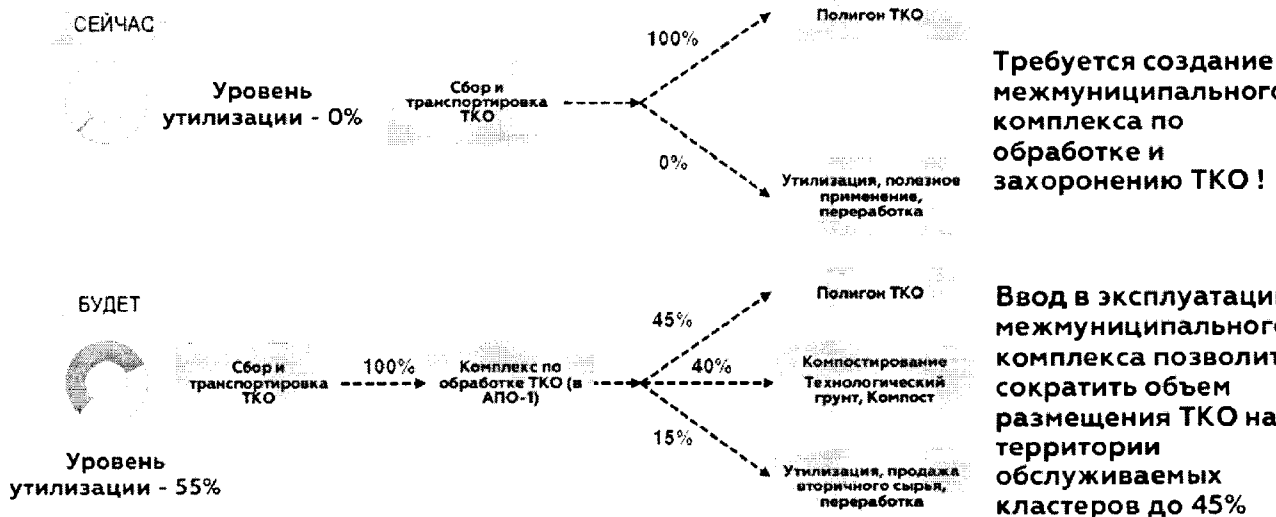 СЕЙЧАС
Уровень
утилизации - 0%
Сбор и
транспортировка
ТКО
100%
0%
Полигон ТКО
Утилизация, полезное
применение,
переработка
Требуется создание
межмуниципального
комплекса по
обработке и
захоронению ТКО !
БУДЕТ
Уровень
утилизации - 55%
Сбор и
транспортировка
ТКО
100%
Комплекс по
обработке ТКО (в
АПО-1)
45%
40%
15%
Полигон ТКО
Компостирование
Технологический
грунт, Компост
Утилизация, продажа
вторичного сырья,
переработка
Ввод в эксплуатаци
межмуниципального
комплекса позволит
сократить объем
размещения ТКО на
территории
обслуживаемых
кластеров до 45%